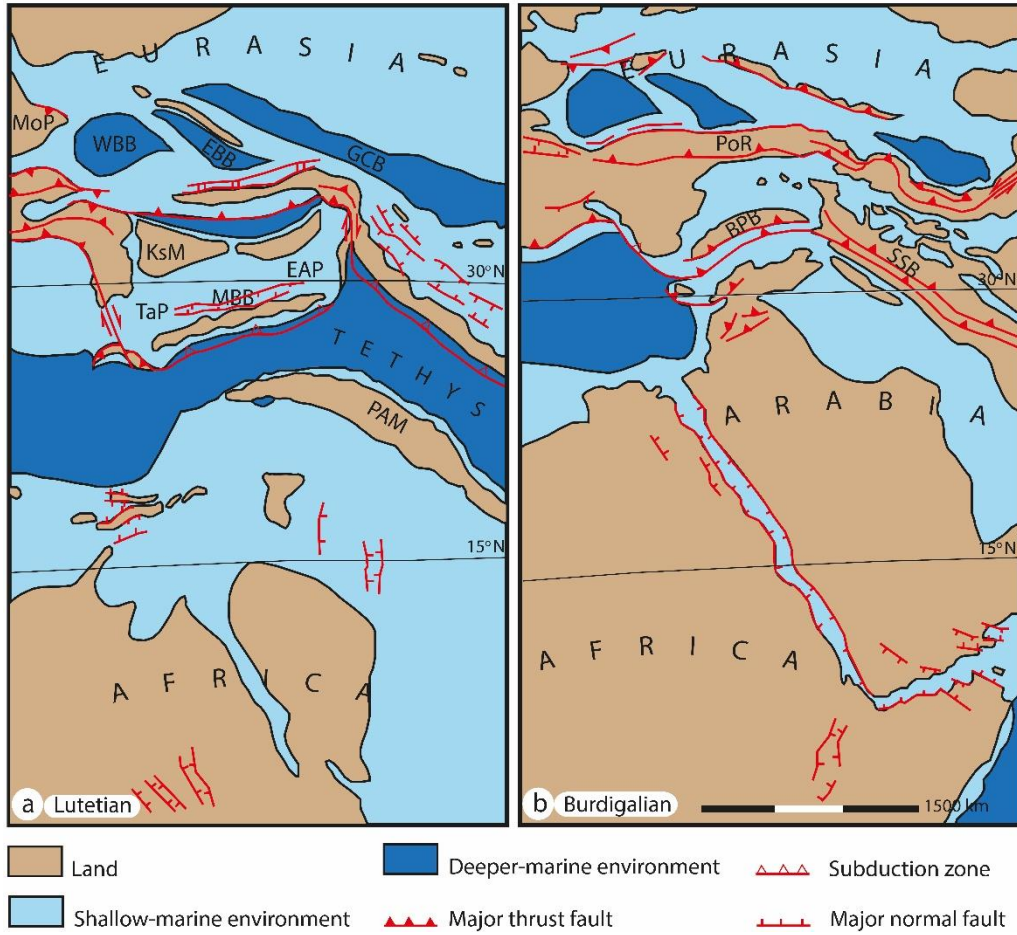 E U R A S I A
MoP
WBB
EBB
GCB
KsM
EAP
30°N
MBB
TaP
T E T H Y S
PAM
15°N
A F R I C A
a Lutetian
E U R A S I A
PoR
BPB
SSB
30°N
A R A B I A
15°N
A F R I C A
b Burdigalian
1500 km
Land
Deeper-marine environment
Subduction zone
Shallow-marine environment
Major thrust fault
Major normal fault